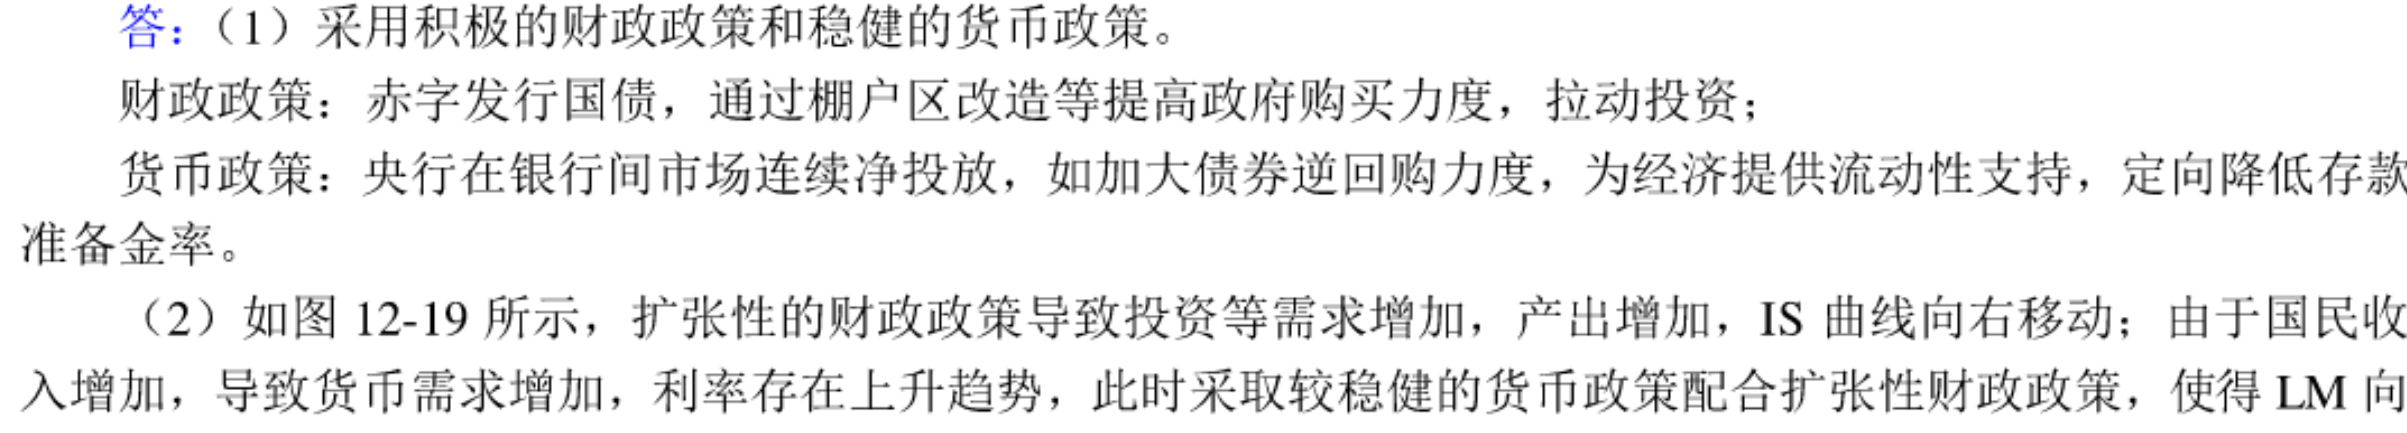 答：（1）采用积极的财政政策和稳健的货币政策。
财政政策：赤字发行国债，通过棚户区改造等提高政府购买力度，拉动投资；
货币政策：央行在银行间市场连续净投放，如加大债券逆回购力度，为经济提供流动性支持，定向降低存款
准备金率。
（2）如图 12-19 所示，扩张性的财政政策导致投资等需求增加，产出增加，IS 曲线向右移动；由于国民收
入增加，导致货币需求增加，利率存在上升趋势，此时采取较稳健的货币政策配合扩张性财政政策，使得 LM 向